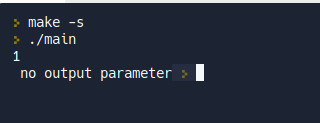 > make -s
> ./main
1
 no output parameter >